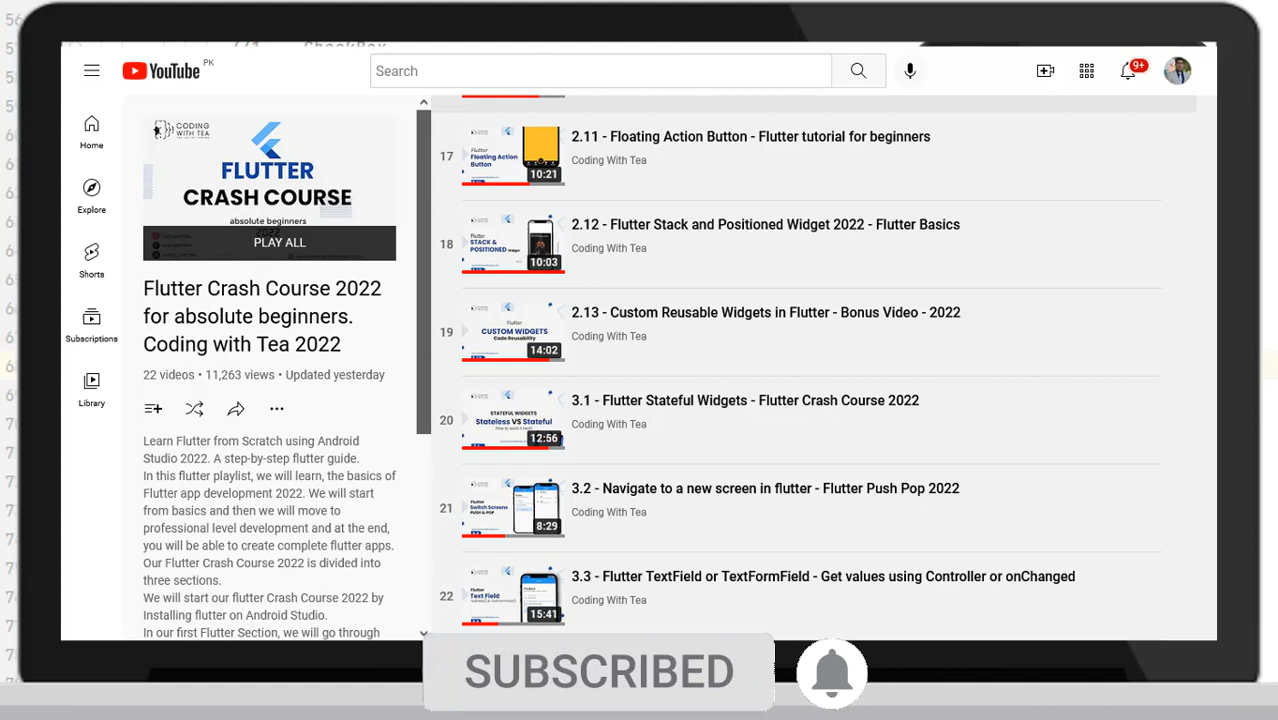 CheckBox
YouTube PK
Search
9+
Home
Explore
Shorts
Subscriptions
Library
CODING
WITH TEA
FLUTTER
CRASH COURSE
absolute beginners
2022
PLAY ALL
Flutter Crash Course 2022
for absolute beginners.
Coding with Tea 2022
22 videos • 11,263 views • Updated yesterday
Learn Flutter from Scratch using Android
Studio 2022. A step-by-step flutter guide.
In this flutter playlist, we will learn, the basics of
Flutter app development 2022. We will start
from basics and then we will move to
professional level development and at the end,
you will be able to create complete flutter apps.
Our Flutter Crash Course 2022 is divided into
three sections.
We will start our flutter Crash Course 2022 by
Installing flutter on Android Studio.
In our first Flutter Section, we will go through
17
Flutter
Floating Action
Button
10:21
2.11 - Floating Action Button - Flutter tutorial for beginners
Coding With Tea
18
Flutter
STACK &
POSITIONED Widget
10:03
2.12 - Flutter Stack and Positioned Widget 2022 - Flutter Basics
Coding With Tea
19
Flutter
CUSTOM WIDGETS
Code Reusability
14:02
2.13 - Custom Reusable Widgets in Flutter - Bonus Video - 2022
Coding With Tea
20
STATEFUL WIDGETS
Stateless VS Stateful
12:56
3.1 - Flutter Stateful Widgets - Flutter Crash Course 2022
Coding With Tea
21
Flutter
Switch Screens
PUSH & POP
8:29
3.2 - Navigate to a new screen in flutter - Flutter Push Pop 2022
Coding With Tea
22
Flutter
Text Field
15:41
3.3 - Flutter TextField or TextFormField - Get values using Controller or onChanged
Coding With Tea
SUBSCRIBED